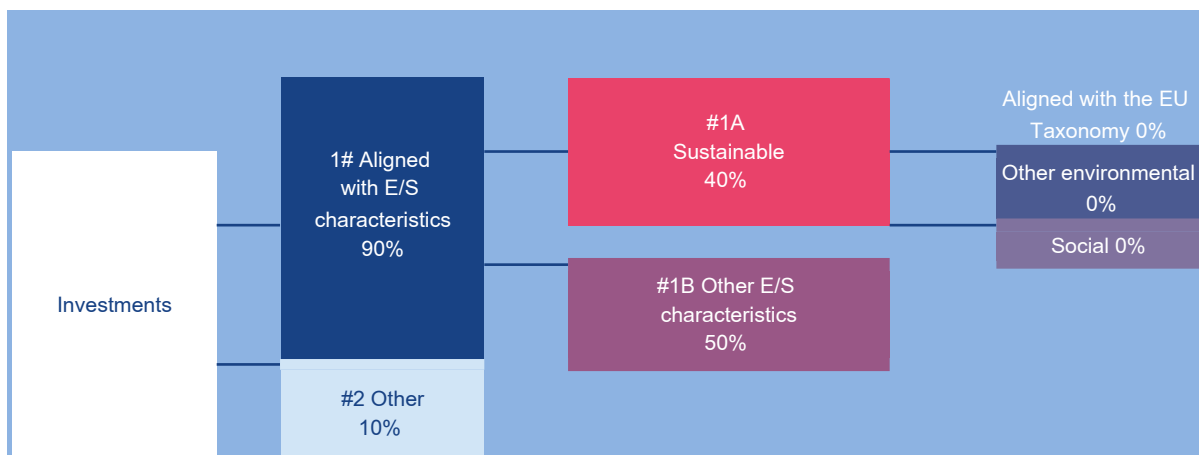 Investments
1# Aligned
with E/S
characteristics
90%
#2 Other
10%
#1A
Sustainable
40%
#1B Other E/S
characteristics
50%
Aligned with the EU
Taxonomy 0%
Other environmental
0%
Social 0%